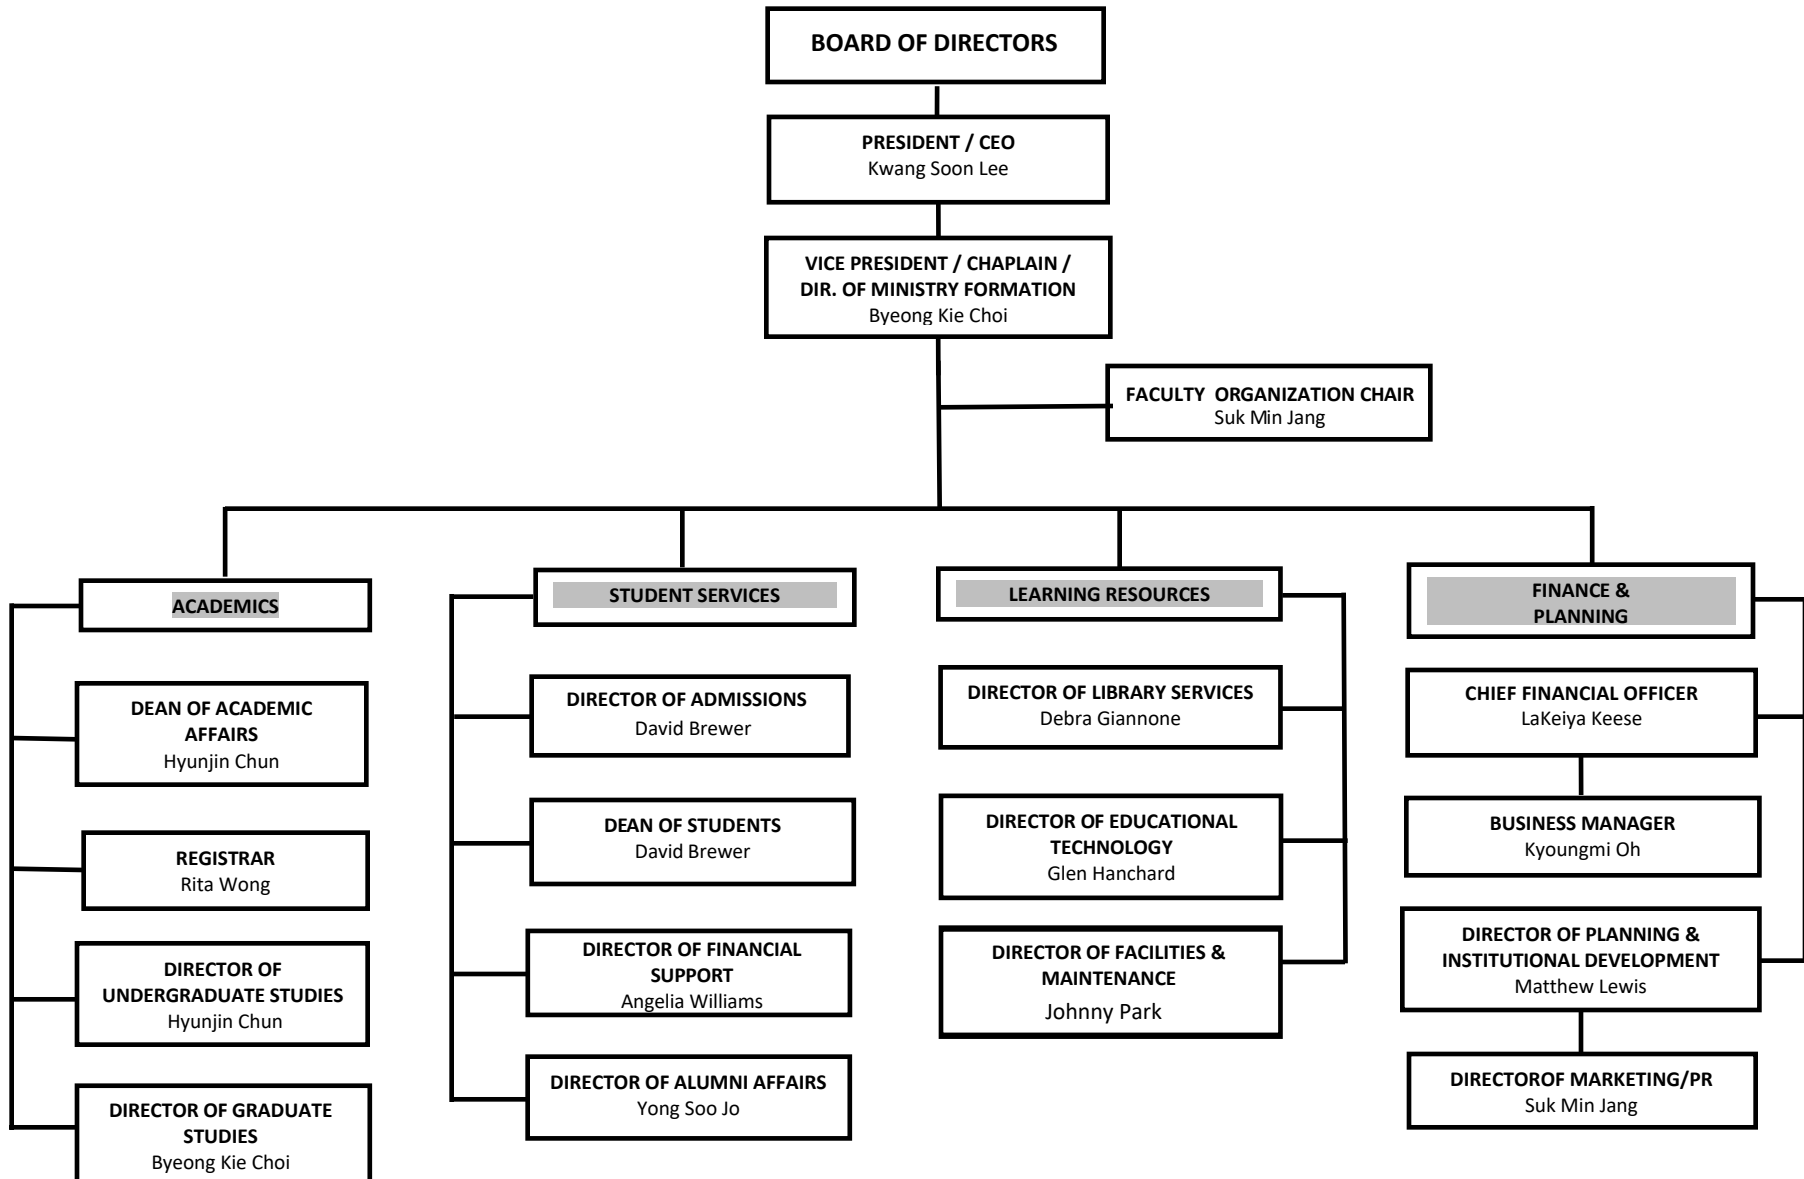 BOARD OF DIRECTORS
PRESIDENT / CEO
Kwang Soon Lee
VICE PRESIDENT / CHAPLAIN /
DIR. OF MINISTRY FORMATION
Byeong Kie Choi
FACULTY ORGANIZATION CHAIR
Suk Min Jang
ACADEMICS
DEAN OF ACADEMIC
AFFAIRS
Hyunjin Chun
REGISTRAR
Rita Wong
DIRECTOR OF
UNDERGRADUATE STUDIES
Hyunjin Chun
DIRECTOR OF GRADUATE
STUDIES
Byeong Kie Choi
STUDENT SERVICES
DIRECTOR OF ADMISSIONS
David Brewer
DEAN OF STUDENTS
David Brewer
DIRECTOR OF FINANCIAL
SUPPORT
Angelia Williams
DIRECTOR OF ALUMNI AFFAIRS
Yong Soo Jo
LEARNING RESOURCES
DIRECTOR OF LIBRARY SERVICES
Debra Giannone
DIRECTOR OF EDUCATIONAL
TECHNOLOGY
Glen Hanchard
DIRECTOR OF FACILITIES &
MAINTENANCE
Johnny Park
FINANCE &
PLANNING
CHIEF FINANCIAL OFFICER
LaKeiya Keese
BUSINESS MANAGER
Kyoungmi Oh
DIRECTOR OF PLANNING &
INSTITUTIONAL DEVELOPMENT
Matthew Lewis
DIRECTOROF MARKETING/PR
Suk Min Jang